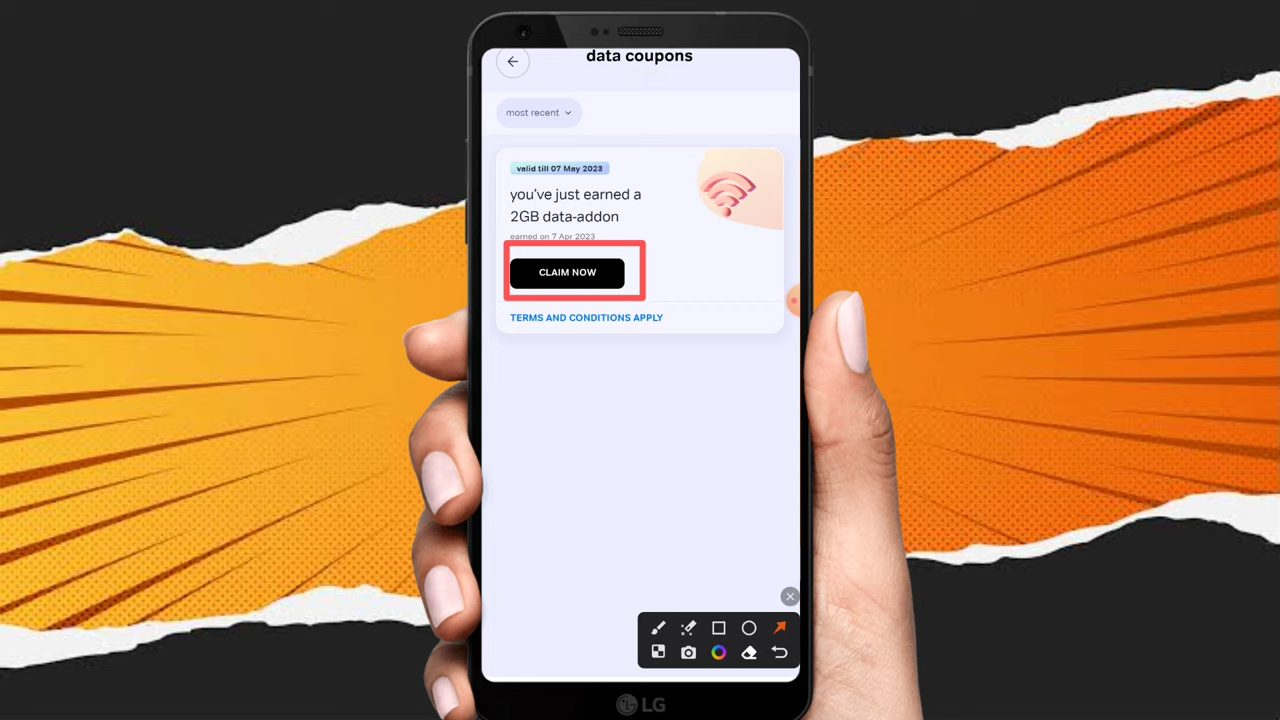 data coupons
most recent
valid till 07 May 2023
you've just earned a
2GB data-addon
earned on 7 Apr 2023
CLAIM NOW
TERMS AND CONDITIONS APPLY
LG